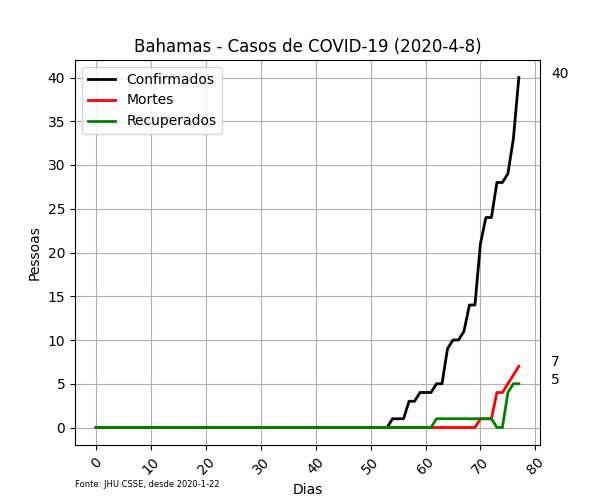 Bahamas - Casos de COVID-19 (2020-4-8)
Confirmados
Mortes
Recuperados
40
35
30
25
20
15
10
5
0
Pessoas
40
7
5
0 10 20 30 40 50 60 70 80
Fonte: JHU CSSE, desde 2020-1-22
Dias